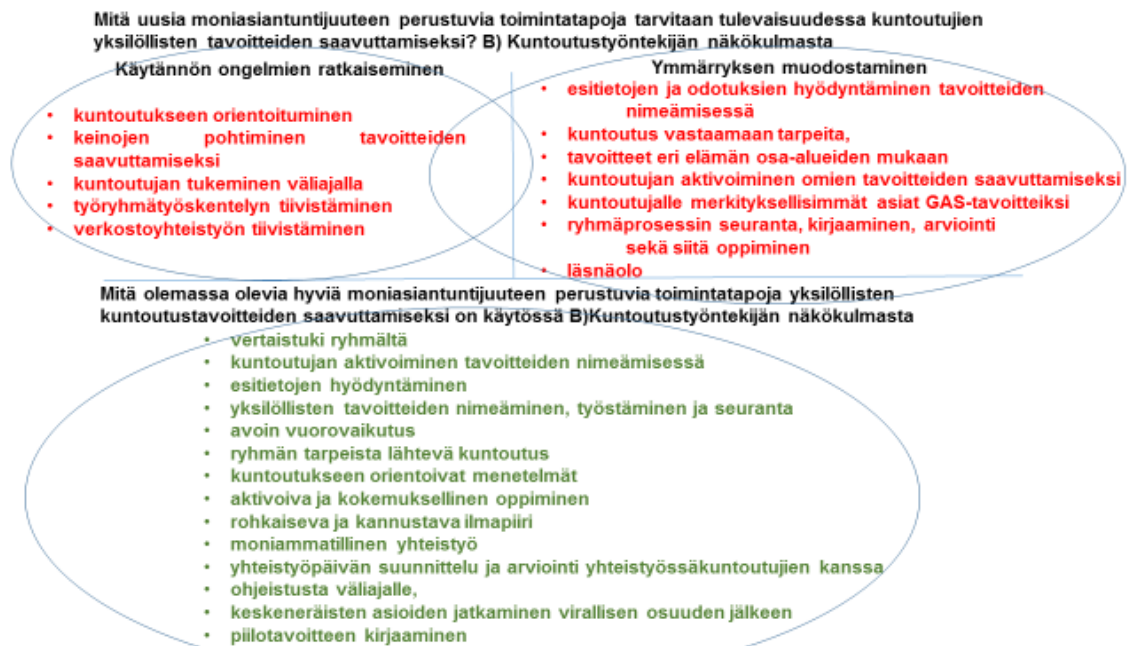 Mitä uusia moniasiantuntijuuteen perustuvia toimintatapoja tarvitaan tulevaisuudessa kuntoutujien
yksilöllisten tavoitteiden saavuttamiseksi? B) Kuntoutustyöntekijän näkökulmasta
Käytännön ongelmien ratkaiseminen
• kuntoutukseen orientoituminen
• keinojen pohtiminen tavoitteiden
saavuttamiseksi
• kuntoutujan tukeminen väliajalla
• työryhmätyöskentelyn tiivistäminen
• verkostoyhteistyön tiivistäminen
Ymmärryksen muodostaminen
• esitietojen ja odotuksien hyödyntäminen tavoitteiden
nimeämisessä
• kuntoutus vastaamaan tarpeita,
• tavoitteet eri elämän osa-alueiden mukaan
• kuntoutujan aktivoiminen omien tavoitteiden saavuttamiseksi
• kuntoutujalle merkityksellisimmät asiat GAS-tavoitteiksi
• ryhmäprosessin seuranta, kirjaaminen, arviointi
sekä siitä oppiminen
• läsnäolo
Mitä olemassa olevia hyviä moniasiantuntijuuteen perustuvia toimintatapoja yksilöllisten
kuntoutustavoitteiden saavuttamiseksi on käytössä B)Kuntoutustyöntekijän näkökulmasta
• vertaistuki ryhmältä
• kuntoutujan aktivoiminen tavoitteiden nimeämisessä
• esitietojen hyödyntäminen
• yksilöllisten tavoitteiden nimeäminen, työstäminen ja seuranta
• avoin vuorovaikutus
• ryhmän tarpeista lähtevä kuntoutus
• kuntoutukseen orientoivat menetelmät
• aktivoiva ja kokemuksellinen oppiminen
• rohkaiseva ja kannustava ilmapiiri
• moniammatillinen yhteistyö
• yhteistyöpäivän suunnittelu ja arviointi yhteistyössäkuntoutujien kanssa
• ohjeistusta väliajalle,
• keskeneräisten asioiden jatkaminen virallisen osuuden jälkeen
• piilotavoitteen kirjaaminen